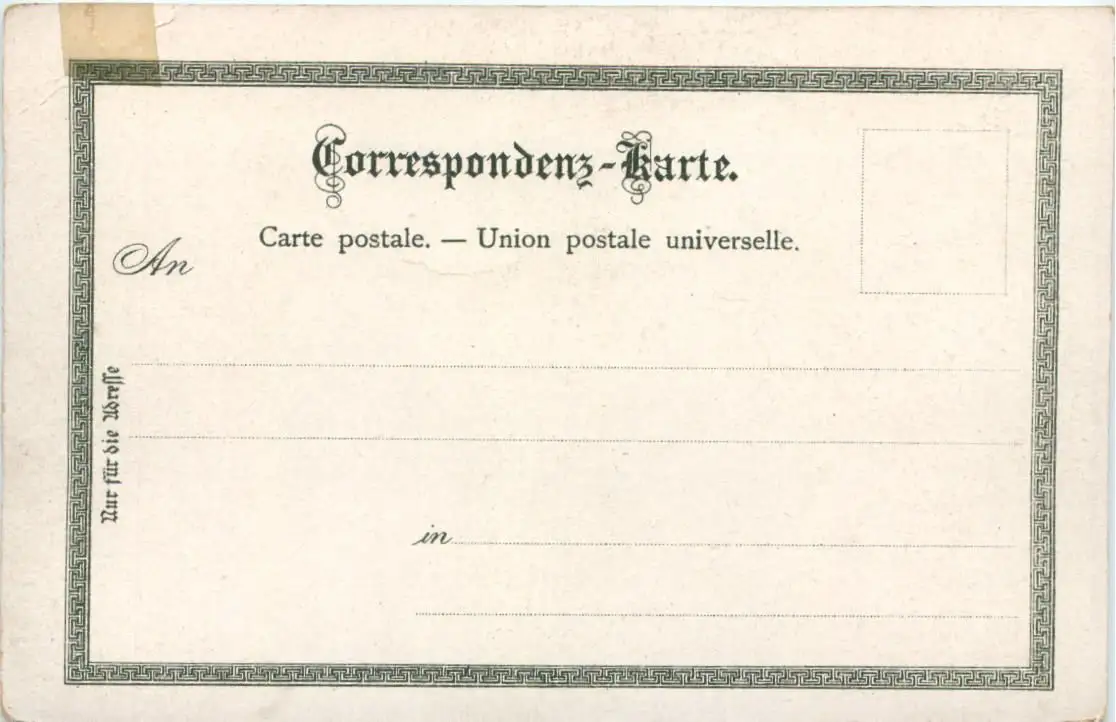 Correspondenz-Karte.
Carte postale. — Union postale universelle.
An
Nur für die Adresse
in